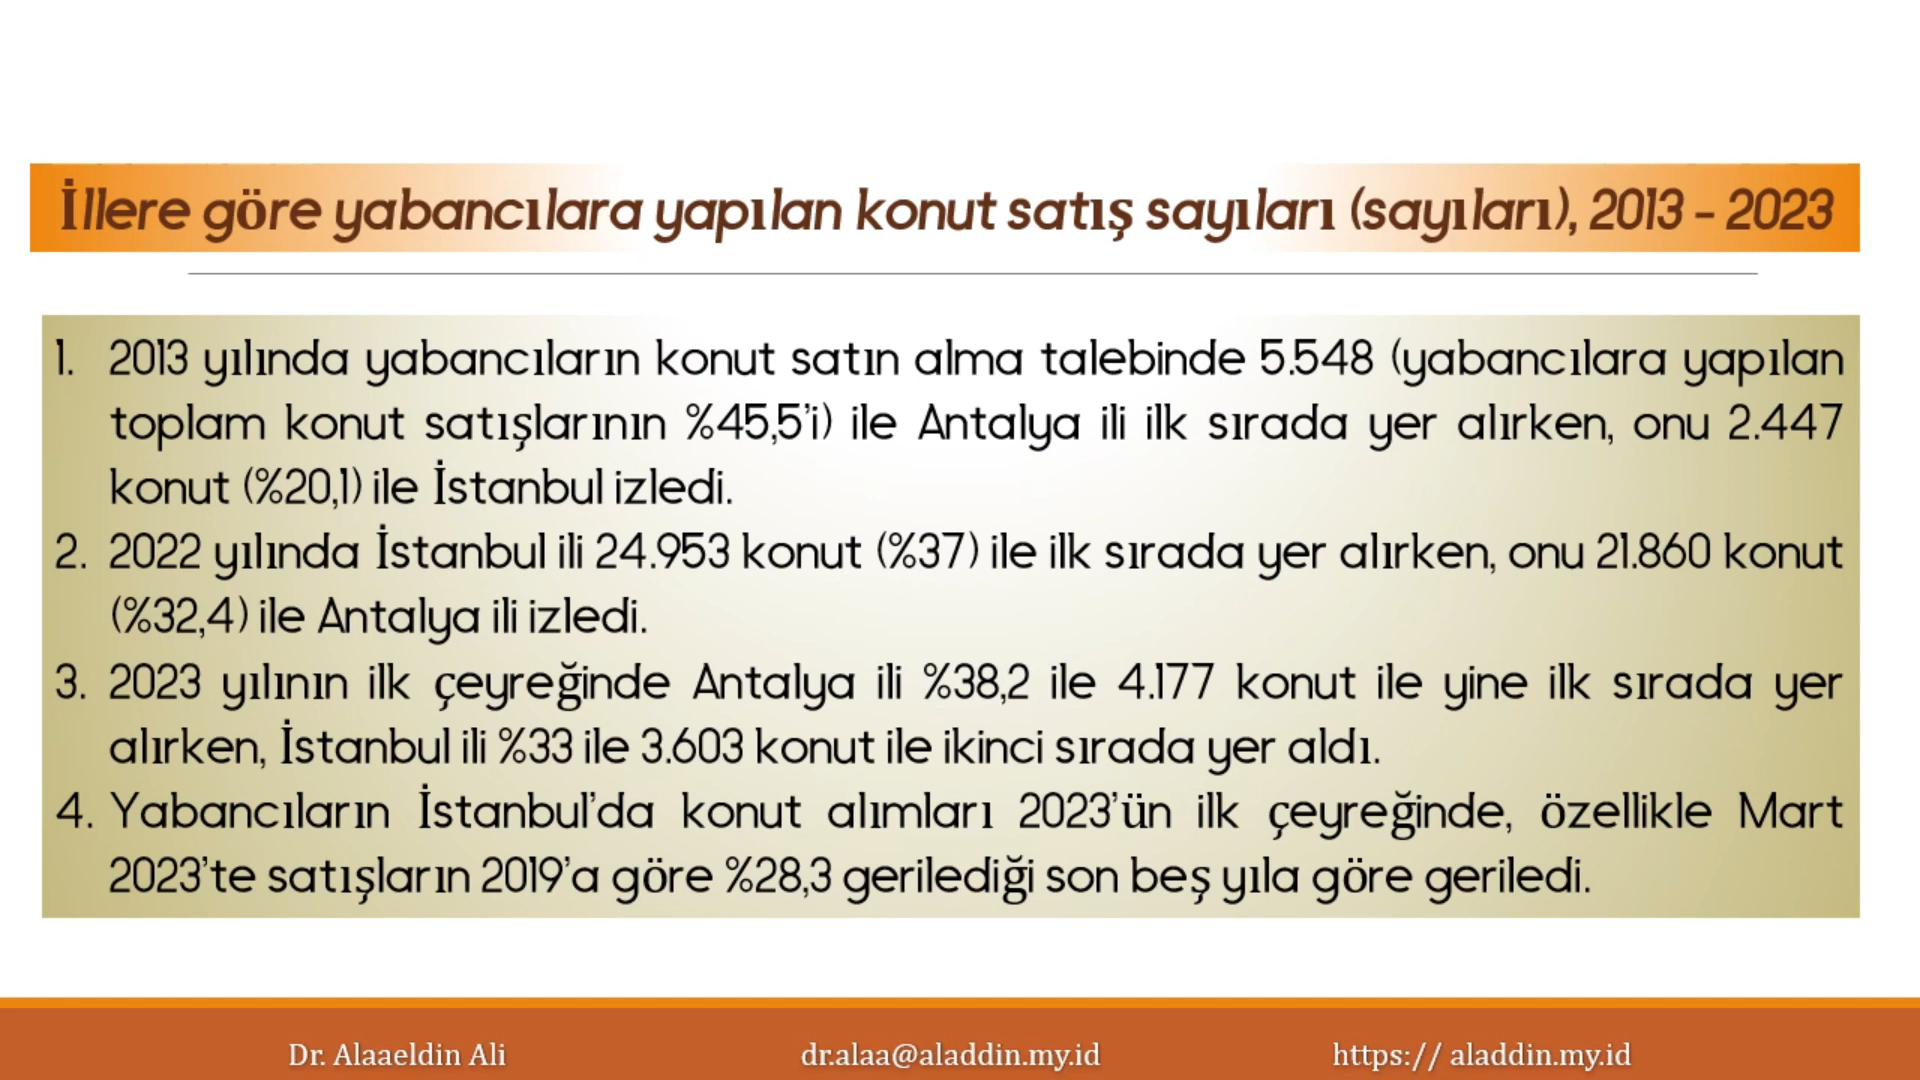 İllere göre yabancılara yapılan konut satış sayıları (sayıları), 2013 - 2023
1. 2013 yılında yabancıların konut satın alma talebinde 5.548 (yabancılara yapılan
toplam konut satışlarının %45,5’i) ile Antalya ili ilk sırada yer alırken, onu 2.447
konut (%20,1) ile İstanbul izledi.
2. 2022 yılında İstanbul ili 24.953 konut (%37) ile ilk sırada yer alırken, onu 21.860 konut
(%32,4) ile Antalya ili izledi.
3. 2023 yılının ilk çeyreğinde Antalya ili %38,2 ile 4.177 konut ile yine ilk sırada yer
alırken, İstanbul ili %33 ile 3.603 konut ile ikinci sırada yer aldı.
4. Yabancıların İstanbul’da konut alımları 2023’ün ilk çeyreğinde, özellikle Mart
2023’te satışların 2019’a göre %28,3 gerilediği son beş yıla göre geriledi.
Dr. Alaaeldin Ali dr.alaa@aladdin.my.id https:// aladdin.my.id